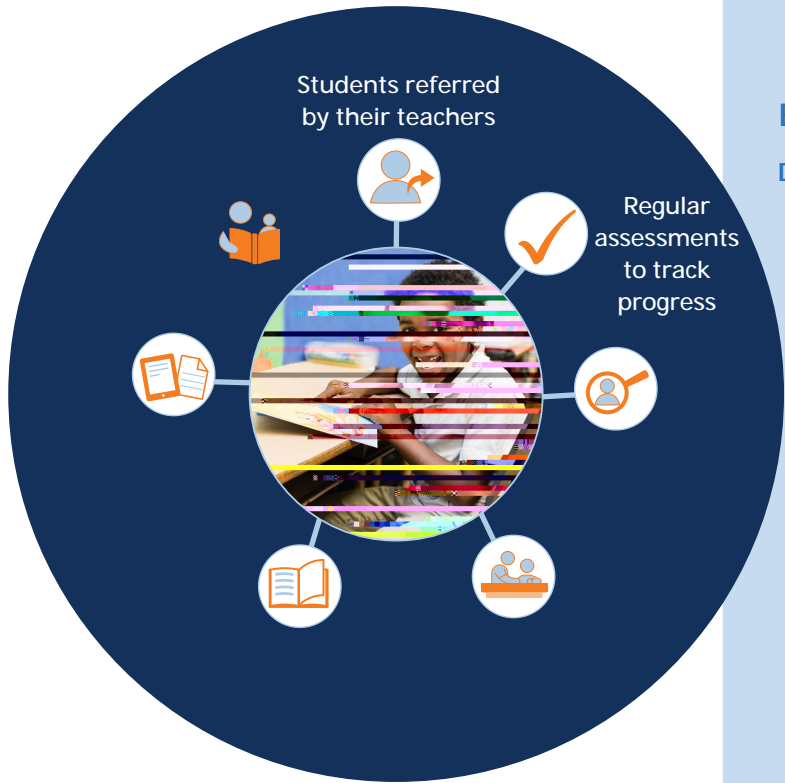 Students referred
by their teachers
Regular
assessments
to track
progress